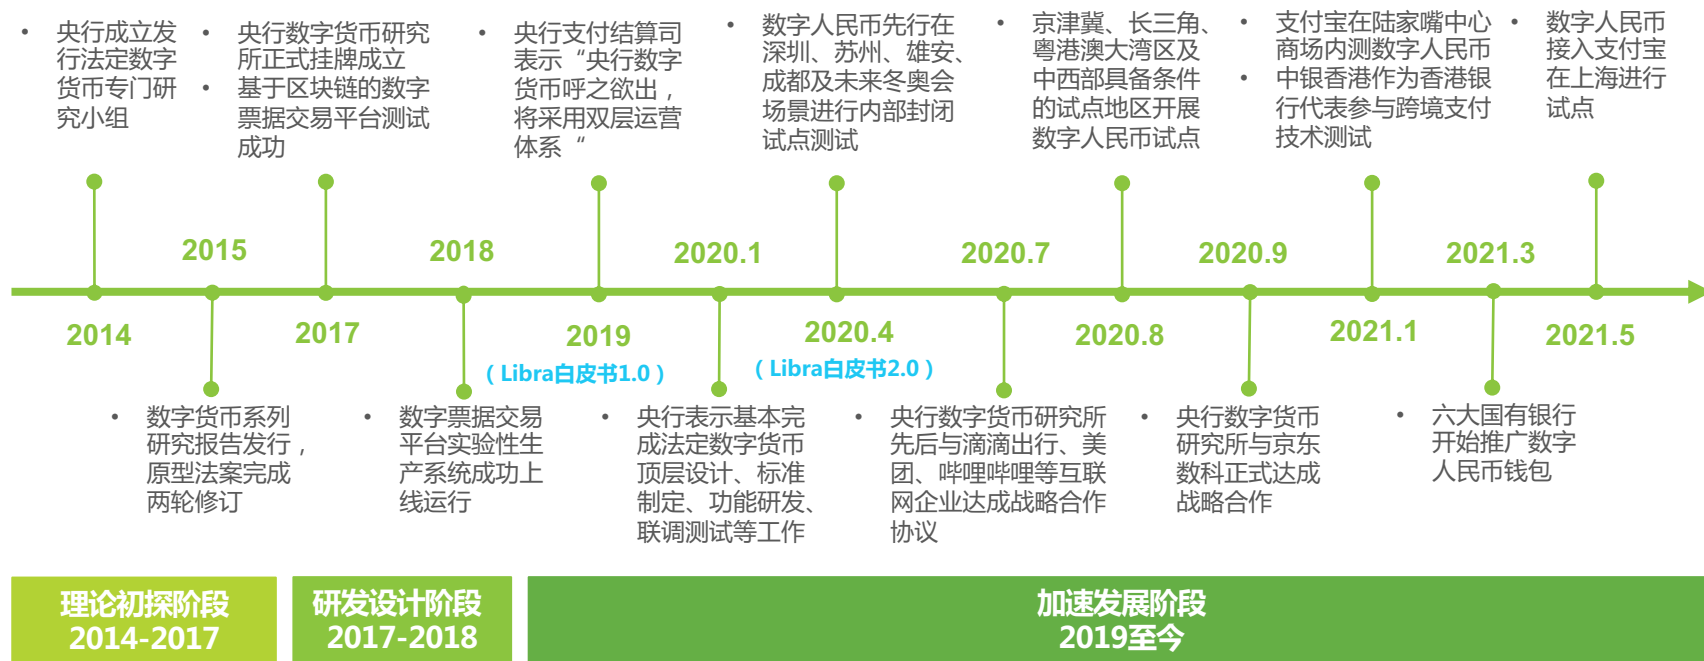 • 央行成立发
行法定数字
货币专门研
究小组
• 央行数字货币研究
所正式挂牌成立
• 基于区块链的数字
票据交易平台测试
成功
• 央行支付结算司
表示“央行数字
货币呼之欲出，
将采用双层运营
体系“
• 数字人民币先行在
深圳、苏州、雄安、
成都及未来冬奥会
场景进行内部封闭
试点测试
• 京津冀、长三角、
粤港澳大湾区及
中西部具备条件
的试点地区开展
数字人民币试点
• 支付宝在陆家嘴中心
商场内测数字人民币
• 中银香港作为香港银
行代表参与跨境支付
技术测试
• 数字人民币
接入支付宝
在上海进行
试点
2015
2018
2020.1
2020.7
2020.9
2021.3
2014
2017
2019
（Libra白皮书1.0）
2020.4
（Libra白皮书2.0）
2020.8
2021.1
2021.5
• 数字货币系列
研究报告发行，
原型法案完成
两轮修订
• 数字票据交易
平台实验性生
产系统成功上
线运行
• 央行表示基本完
成法定数字货币
顶层设计、标准
制定、功能研发、
联调测试等工作
• 央行数字货币研究所
先后与滴滴出行、美
团、哔哩哔哩等互联
网企业达成战略合作
协议
• 央行数字货币
研究所与京东
数科正式达成
战略合作
• 六大国有银行
开始推广数字
人民币钱包
理论初探阶段
2014-2017
研发设计阶段
2017-2018
加速发展阶段
2019至今